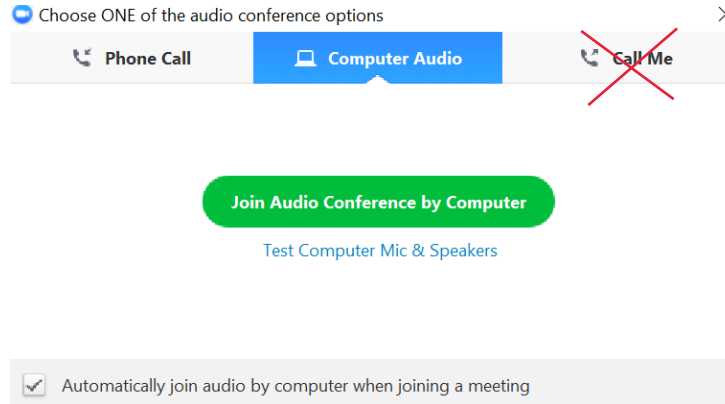 Choose ONE of the audio conference options
Phone Call
Computer Audio
Call Me
Join Audio Conference by Computer
Test Computer Mic & Speakers
Automatically join audio by computer when joining a meeting